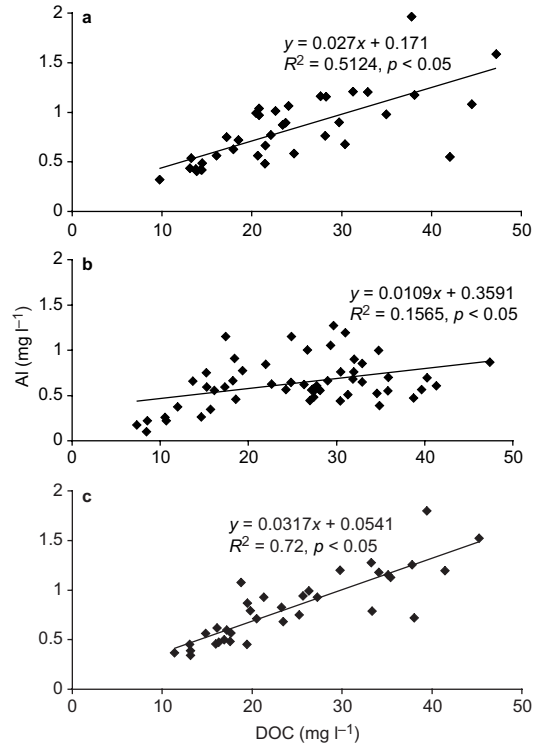 a
2
y = 0.027x + 0.171
R² = 0.5124, p < 0.05
1.5
1
0.5
0
0 10 20 30 40 50
b
2
y = 0.0109x + 0.3591
R² = 0.1565, p < 0.05
1.5
1
0.5
0
0 10 20 30 40 50
Al (mg l⁻¹)
c
2
y = 0.0317x + 0.0541
R² = 0.72, p < 0.05
1.5
1
0.5
0
0 10 20 30 40 50
DOC (mg l⁻¹)